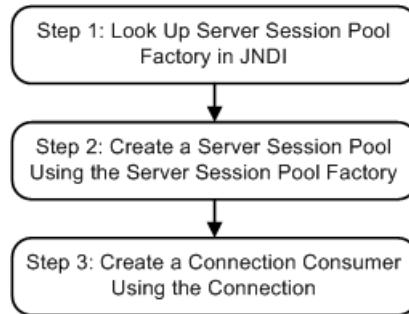 Step 1: Look Up Server Session Pool
Factory in JNDI
Step 2: Create a Server Session Pool
Using the Server Session Pool Factory
Step 3: Create a Connection Consumer
Using the Connection